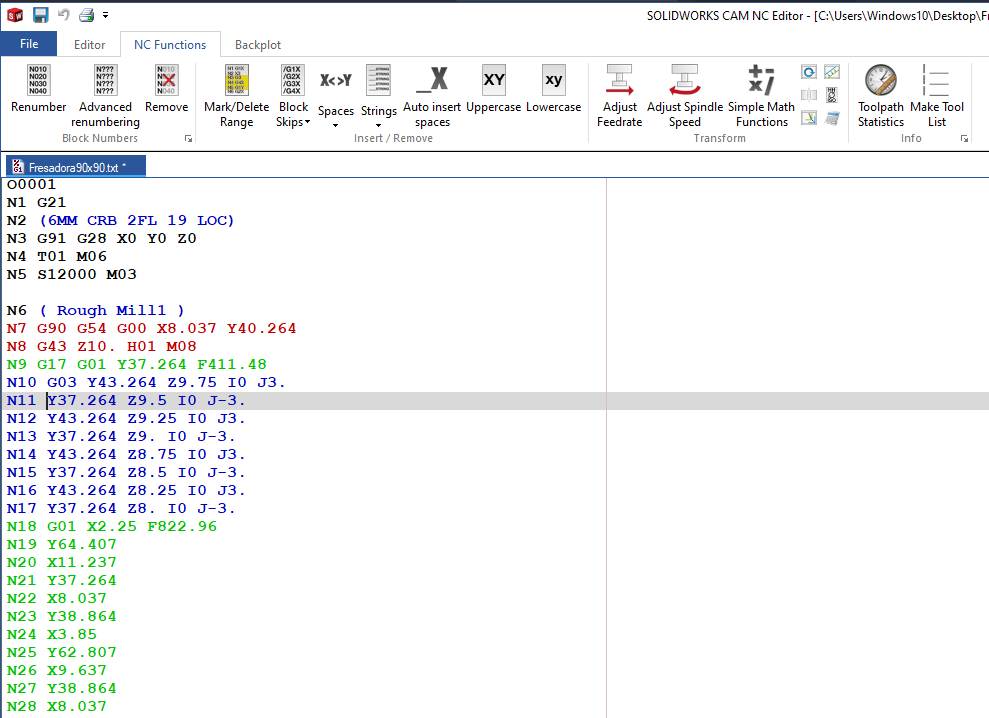 SOLIDWORKS CAM NC Editor - [C:\Users\Windows10\Desktop\Fr
File Editor NC Functions Backplot
N010 N020 N030 N040
N??? N??? N??? N???
Renumber
Advanced renumbering
Remove
Mark/Delete Range
Block Skips
Spaces
Strings
Auto insert spaces
Uppercase
Lowercase
Adjust Feedrate
Adjust Spindle Speed
Simple Math Functions
Toolpath Statistics
Make Tool List
Block Numbers
Insert / Remove
Transform
Info
Fresadora90x90.txt *
O0001
N1 G21
N2 (6MM CRB 2FL 19 LOC)
N3 G91 G28 X0 Y0 Z0
N4 T01 M06
N5 S12000 M03
N6 ( Rough Mill1 )
N7 G90 G54 G00 X8.037 Y40.264
N8 G43 Z10. H01 M08
N9 G17 G01 Y37.264 F411.48
N10 G03 Y43.264 Z9.75 I0 J3.
N11 Y37.264 Z9.5 I0 J-3.
N12 Y43.264 Z9.25 I0 J3.
N13 Y37.264 Z9. I0 J-3.
N14 Y43.264 Z8.75 I0 J3.
N15 Y37.264 Z8.5 I0 J-3.
N16 Y43.264 Z8.25 I0 J3.
N17 Y37.264 Z8. I0 J-3.
N18 G01 X2.25 F822.96
N19 Y64.407
N20 X11.237
N21 Y37.264
N22 X8.037
N23 Y38.864
N24 X3.85
N25 Y62.807
N26 X9.637
N27 Y38.864
N28 X8.037